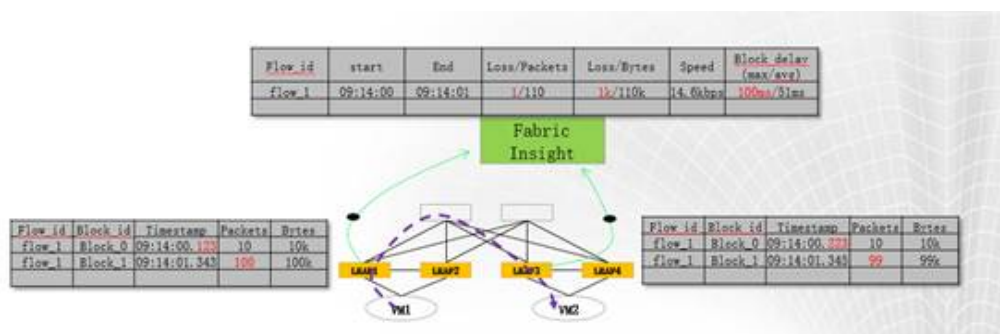 Flow_id start End Loss/Packets Loss/Bytes Speed Block delay
(max/avg)
flow_1 09:14:00 09:14:01 1/110 1k/110k 14.6kbps 100ms/51ms
Fabric
Insight
Flow_id Block_id Timestamp Packets Bytes
flow_1 Block_0 09:14:00.123 10 10k
flow_1 Block_1 09:14:01.343 100 100k
Flow_id Block_id Timestamp Packets Bytes
flow_1 Block_0 09:14:00.223 10 10k
flow_1 Block_1 09:14:01.343 99 99k
LEAF1 LEAF2 LEAF3 LEAF4
VM1 VM2